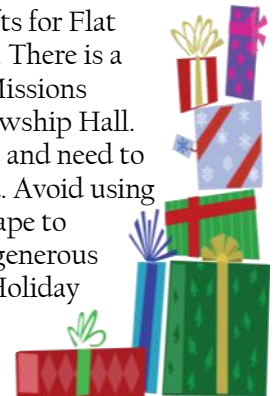 ts for Flat
. There is a
Missions
wship Hall.
and need to
. Avoid using
ape to
generous
Holiday